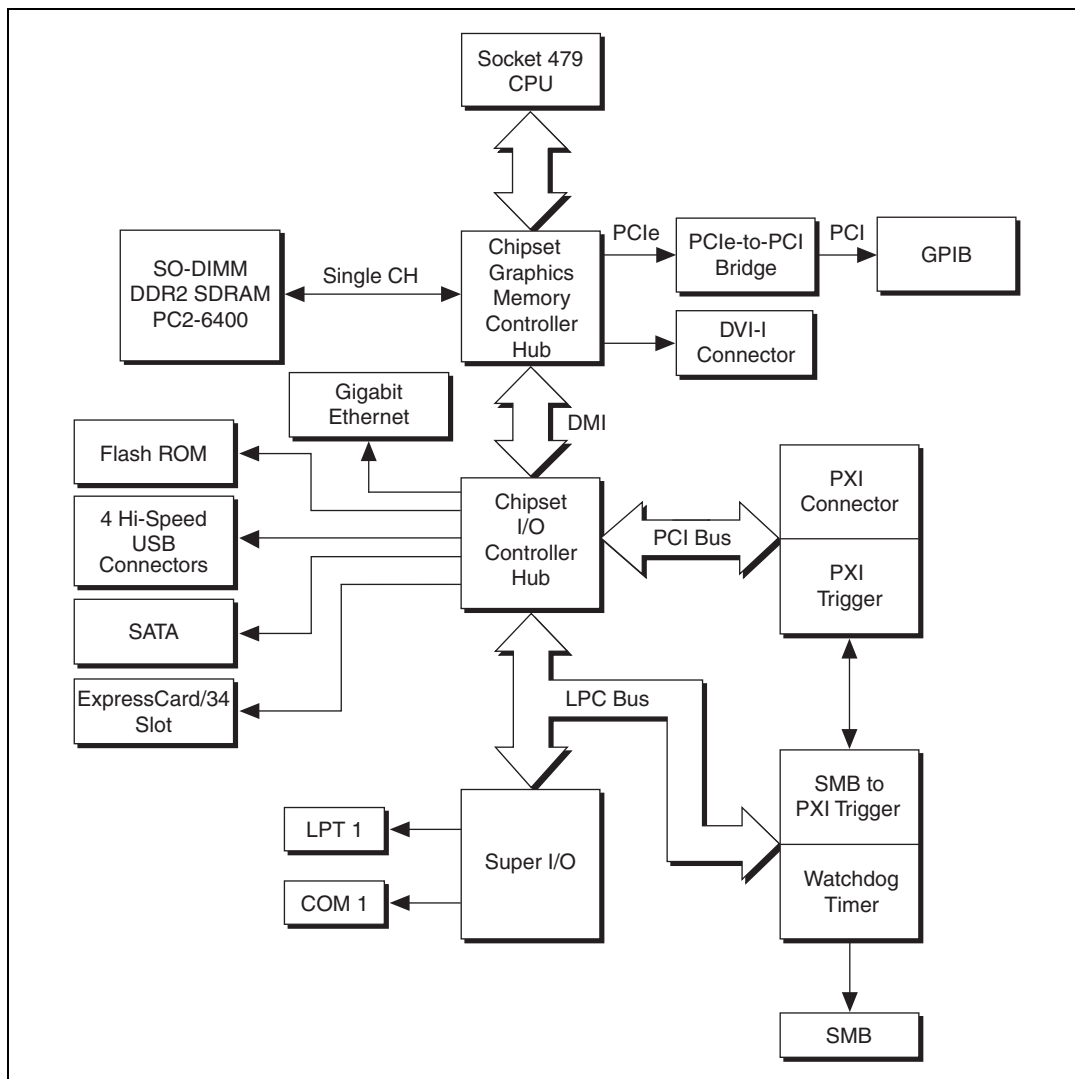 Socket 479
CPU
SO-DIMM
DDR2 SDRAM
PC2-6400
Single CH
Chipset
Graphics
Memory
Controller
Hub
PCIe
PCIe-to-PCI
Bridge
PCI
GPIB
DVI-I
Connector
Gigabit
Ethernet
DMI
Flash ROM
4 Hi-Speed
USB
Connectors
SATA
ExpressCard/34
Slot
Chipset
I/O
Controller
Hub
PCI Bus
PXI
Connector
PXI
Trigger
LPC Bus
LPT 1
COM 1
Super I/O
SMB to
PXI Trigger
Watchdog
Timer
SMB